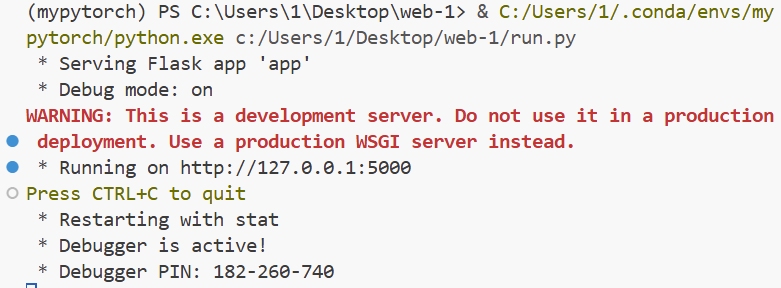 (mypytorch) PS C:\Users\1\Desktop\web-1> & C:/Users/1/.conda/envs/my
pytorch/python.exe c:/Users/1/Desktop/web-1/run.py
 * Serving Flask app 'app'
 * Debug mode: on
WARNING: This is a development server. Do not use it in a production
 deployment. Use a production WSGI server instead.
 * Running on http://127.0.0.1:5000
Press CTRL+C to quit
 * Restarting with stat
 * Debugger is active!
 * Debugger PIN: 182-260-740